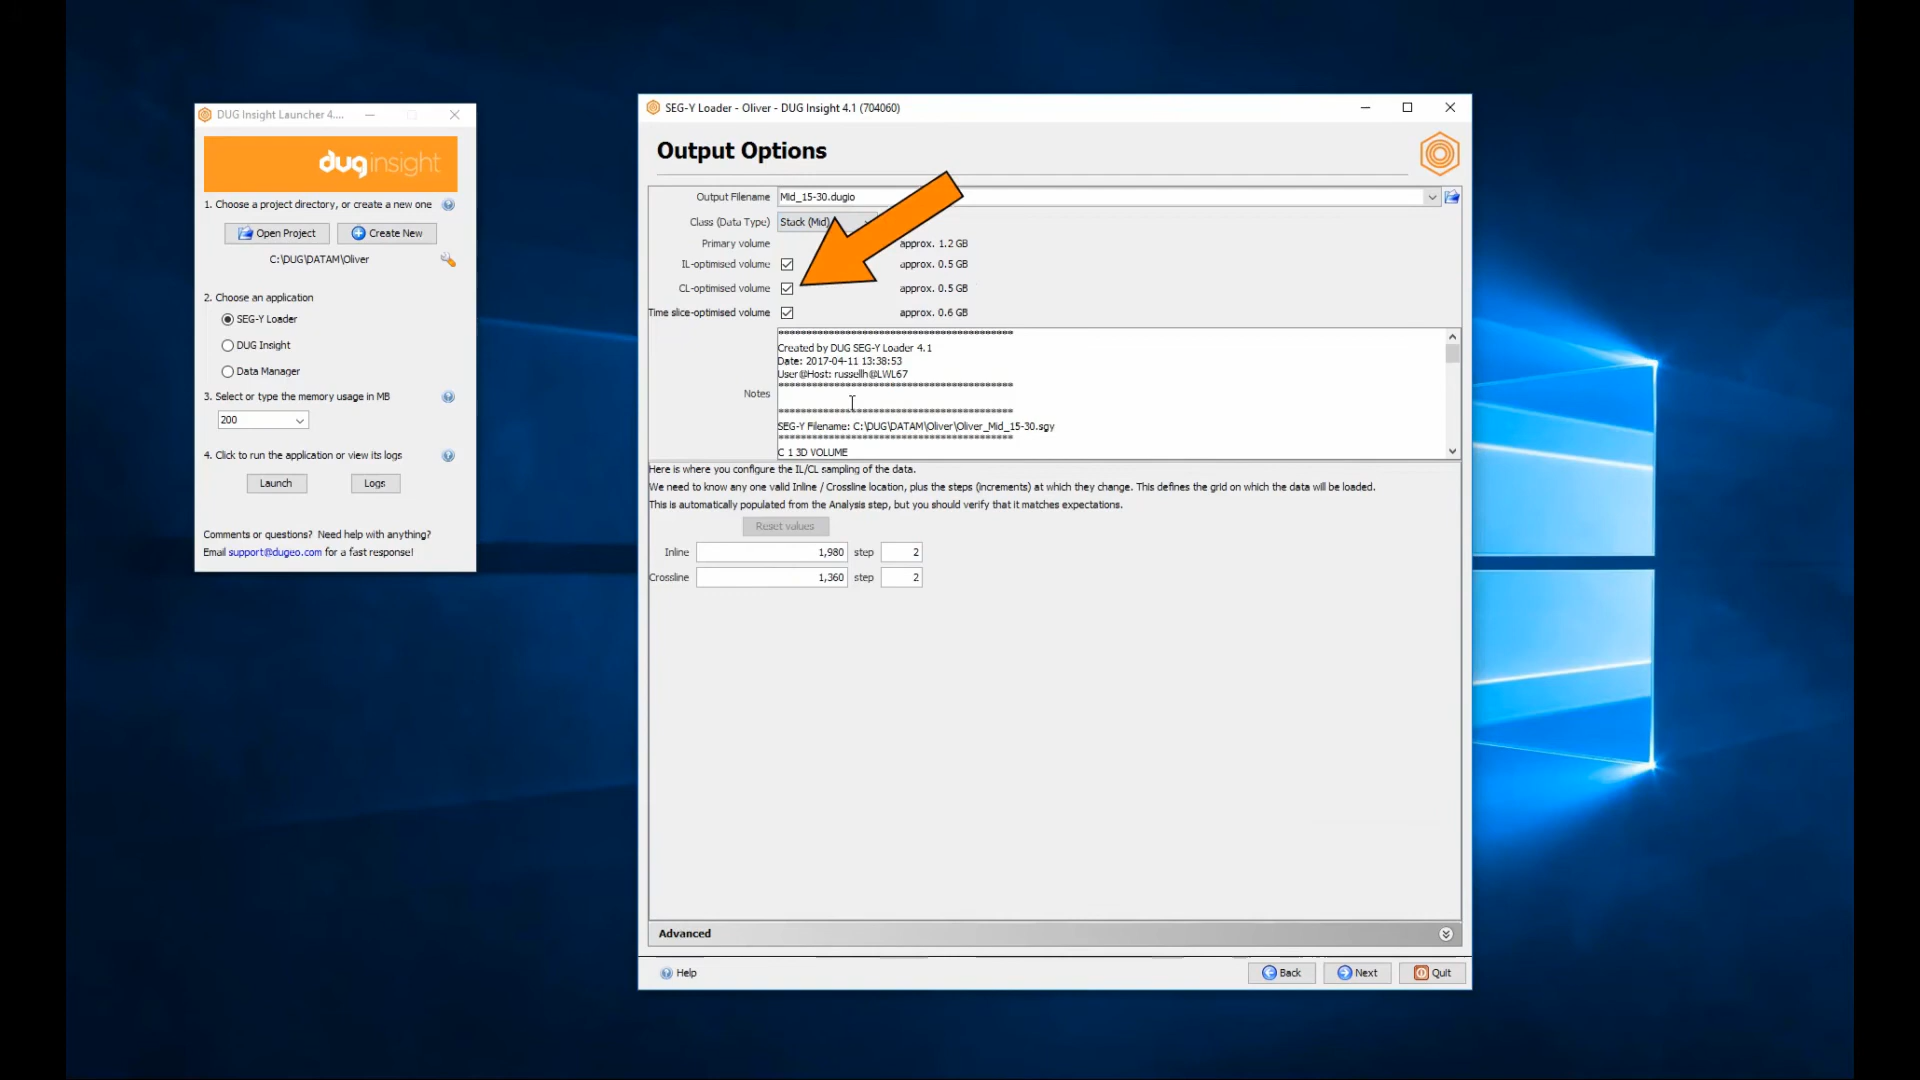 DUG Insight Launcher 4....
duginsight
1. Choose a project directory, or create a new one
Open Project
Create New
C:\DUG\DATAM\Oliver
2. Choose an application
SEG-Y Loader
DUG Insight
Data Manager
3. Select or type the memory usage in MB
200
4. Click to run the application or view its logs
Launch
Logs
Comments or questions? Need help with anything?
Email support@dugeo.com for a fast response!
SEG-Y Loader - Oliver - DUG Insight 4.1 (704060)
Output Options
Output Filename Mid_15-30.dugio
Class (Data Type) Stack (Mid)
Primary volume approx. 1.2 GB
IL-optimised volume approx. 0.5 GB
CL-optimised volume approx. 0.5 GB
Time slice-optimised volume approx. 0.6 GB
Notes
==============================================
Created by DUG SEG-Y Loader 4.1
Date: 2017-04-11 13:38:53
User@Host: russellh@LWL67
==============================================
==============================================
SEG-Y Filename: C:\DUG\DATAM\Oliver\Oliver_Mid_15-30.sgy
==============================================
C 1 3D VOLUME
Here is where you configure the IL/CL sampling of the data.
We need to know any one valid Inline / Crossline location, plus the steps (increments) at which they change. This defines the grid on which the data will be loaded.
This is automatically populated from the Analysis step, but you should verify that it matches expectations.
Reset values
Inline 1,980 step 2
Crossline 1,360 step 2
Advanced
Help
Back
Next
Quit